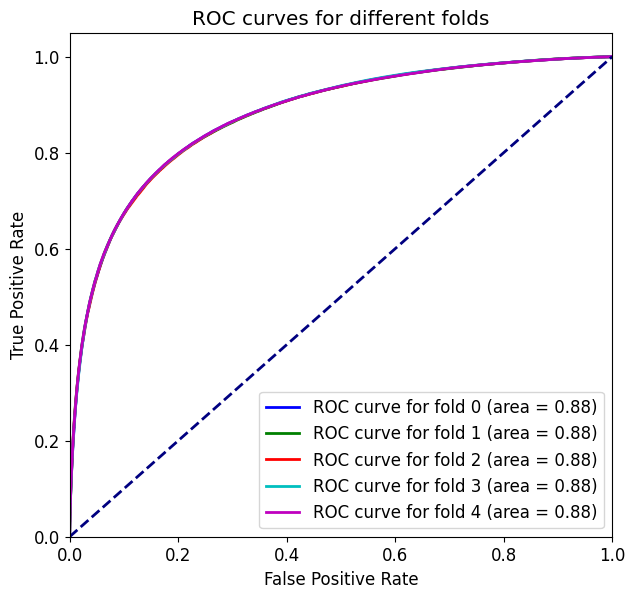 ROC curves for different folds
True Positive Rate
1.0
0.8
0.6
0.4
0.2
0.0
ROC curve for fold 0 (area = 0.88)
ROC curve for fold 1 (area = 0.88)
ROC curve for fold 2 (area = 0.88)
ROC curve for fold 3 (area = 0.88)
ROC curve for fold 4 (area = 0.88)
0.0 0.2 0.4 0.6 0.8 1.0
False Positive Rate